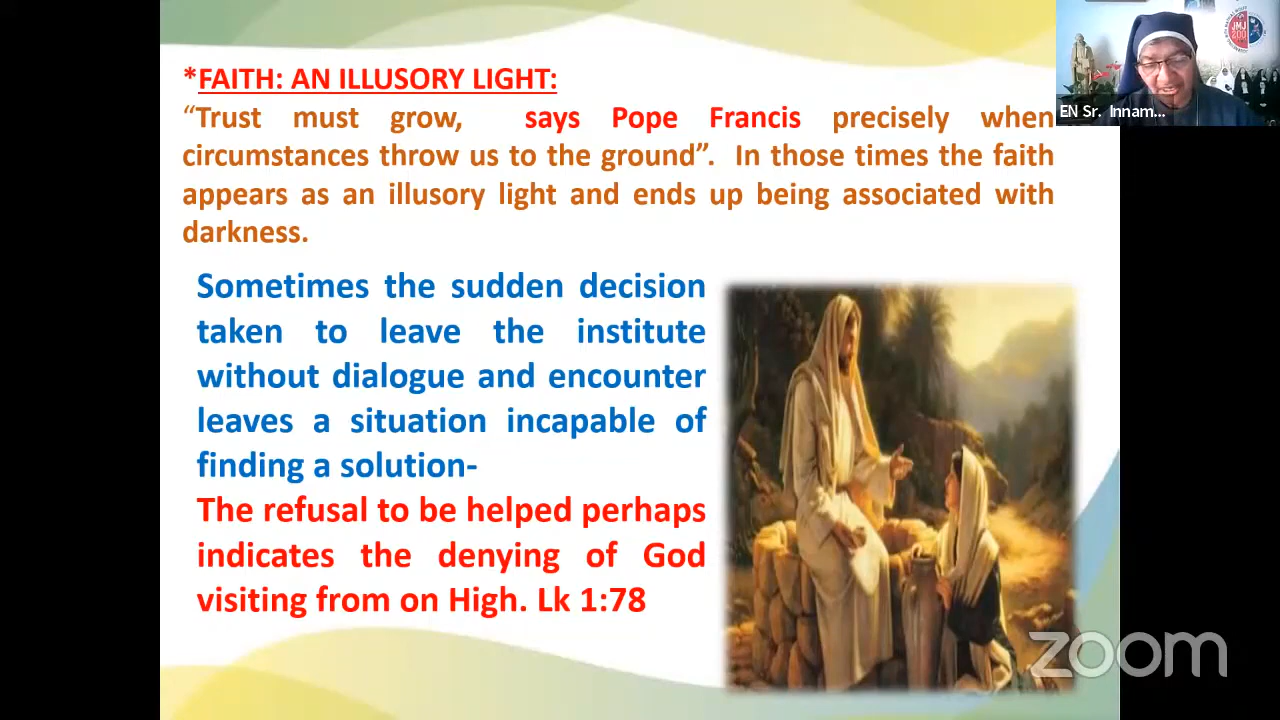 *FAITH: AN ILLUSORY LIGHT:
“Trust must grow, says Pope Francis precisely when
circumstances throw us to the ground”. In those times the faith
appears as an illusory light and ends up being associated with
darkness.
Sometimes the sudden decision
taken to leave the institute
without dialogue and encounter
leaves a situation incapable of
finding a solution-
The refusal to be helped perhaps
indicates the denying of God
visiting from on High. Lk 1:78
JMJ
200
EN Sr. Innam...
zoom